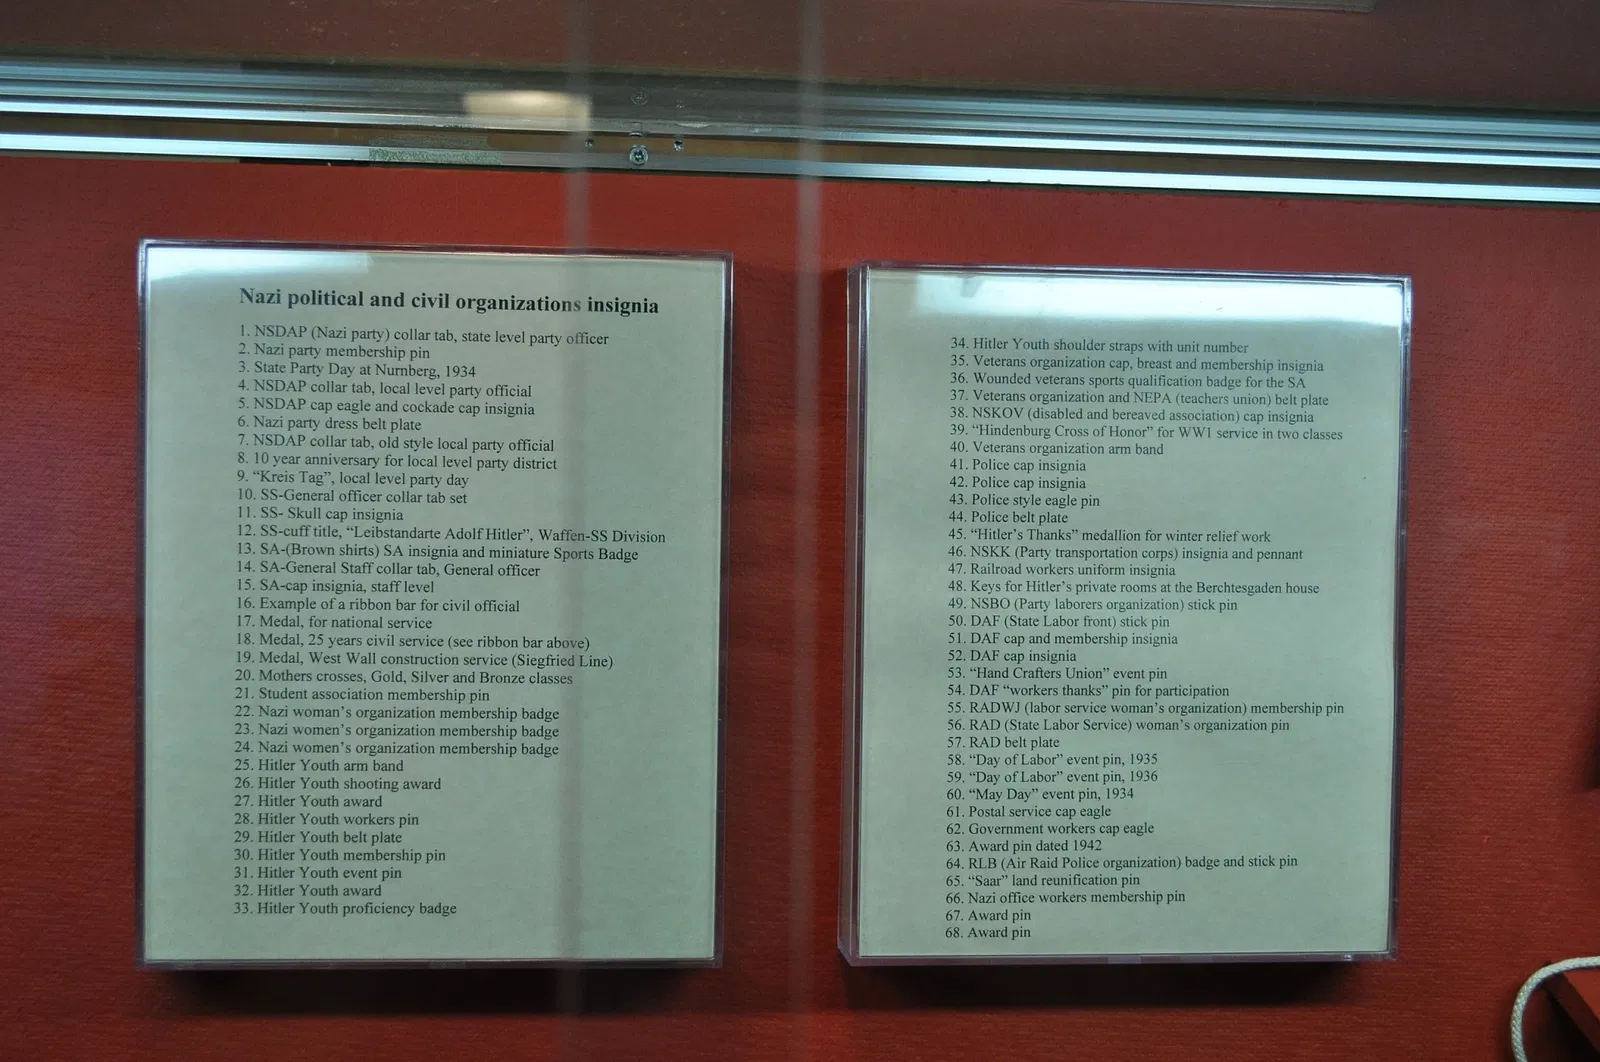 Nazi political and civil organizations insignia
1. NSDAP (Nazi party) collar tab, state level party officer
2. Nazi party membership pin
3. State Party Day at Nurnberg, 1934
4. NSDAP collar tab, local level party official
5. NSDAP cap eagle and cockade cap insignia
6. Nazi party dress belt plate
7. NSDAP collar tab, old style local party official
8. 10 year anniversary for local level party district
9. “Kreis Tag”, local level party day
10. SS-General officer collar tab set
11. SS- Skull cap insignia
12. SS-cuff title, “Leibstandarte Adolf Hitler”, Waffen-SS Division
13. SA-(Brown shirts) SA insignia and miniature Sports Badge
14. SA-General Staff collar tab, General officer
15. SA-cap insignia, staff level
16. Example of a ribbon bar for civil official
17. Medal, for national service
18. Medal, 25 years civil service (see ribbon bar above)
19. Medal, West Wall construction service (Siegfried Line)
20. Mothers crosses, Gold, Silver and Bronze classes
21. Student association membership pin
22. Nazi woman’s organization membership badge
23. Nazi women’s organization membership badge
24. Nazi women’s organization membership badge
25. Hitler Youth arm band
26. Hitler Youth shooting award
27. Hitler Youth award
28. Hitler Youth workers pin
29. Hitler Youth belt plate
30. Hitler Youth membership pin
31. Hitler Youth event pin
32. Hitler Youth award
33. Hitler Youth proficiency badge
34. Hitler Youth shoulder straps with unit number
35. Veterans organization cap, breast and membership insignia
36. Wounded veterans sports qualification badge for the SA
37. Veterans organization and NEPA (teachers union) belt plate
38. NSKOV (disabled and bereaved association) cap insignia
39. “Hindenburg Cross of Honor” for WW1 service in two classes
40. Veterans organization arm band
41. Police cap insignia
42. Police cap insignia
43. Police style eagle pin
44. Police belt plate
45. “Hitler’s Thanks” medallion for winter relief work
46. NSKK (Party transportation corps) insignia and pennant
47. Railroad workers uniform insignia
48. Keys for Hitler’s private rooms at the Berchtesgaden house
49. NSBO (Party laborers organization) stick pin
50. DAF (State Labor front) stick pin
51. DAF cap and membership insignia
52. DAF cap insignia
53. “Hand Crafters Union” event pin
54. DAF “workers thanks” pin for participation
55. RADWJ (labor service woman’s organization) membership pin
56. RAD (State Labor Service) woman’s organization pin
57. RAD belt plate
58. “Day of Labor” event pin, 1935
59. “Day of Labor” event pin, 1936
60. “May Day” event pin, 1934
61. Postal service cap eagle
62. Government workers cap eagle
63. Award pin dated 1942
64. RLB (Air Raid Police organization) badge and stick pin
65. “Saar” land reunification pin
66. Nazi office workers membership pin
67. Award pin
68. Award pin